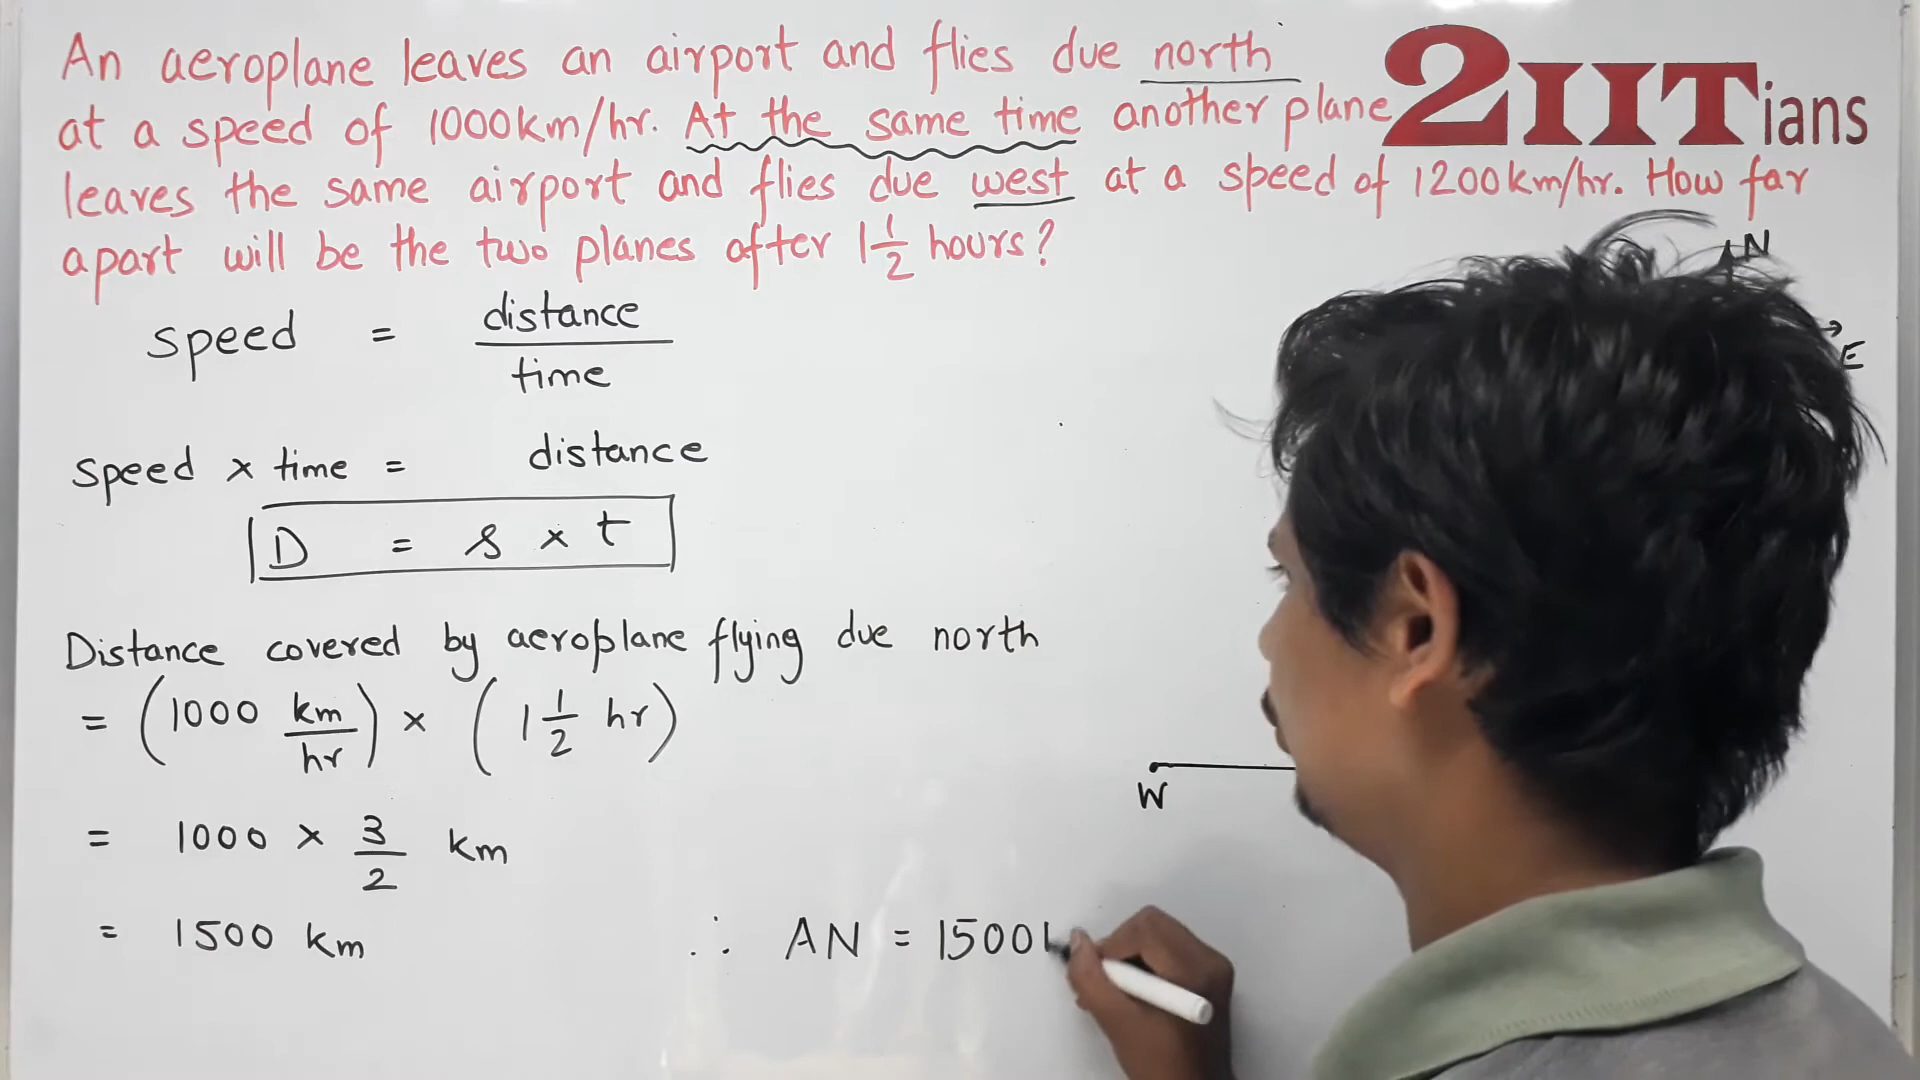 An aeroplane leaves an airport and flies due north
at a speed of 1000km/hr. At the same time another plane
leaves the same airport and flies due west at a speed of 1200km/hr. How far
apart will be the two planes after 1 1/2 hours?
2IITians
N
E
speed = distance/time
speed × time = distance
D = s × t
Distance covered by aeroplane flying due north
= (1000 km/hr) × (1 1/2 hr)
W
= 1000 × 3/2 km
= 1500 km ∴ AN = 1500